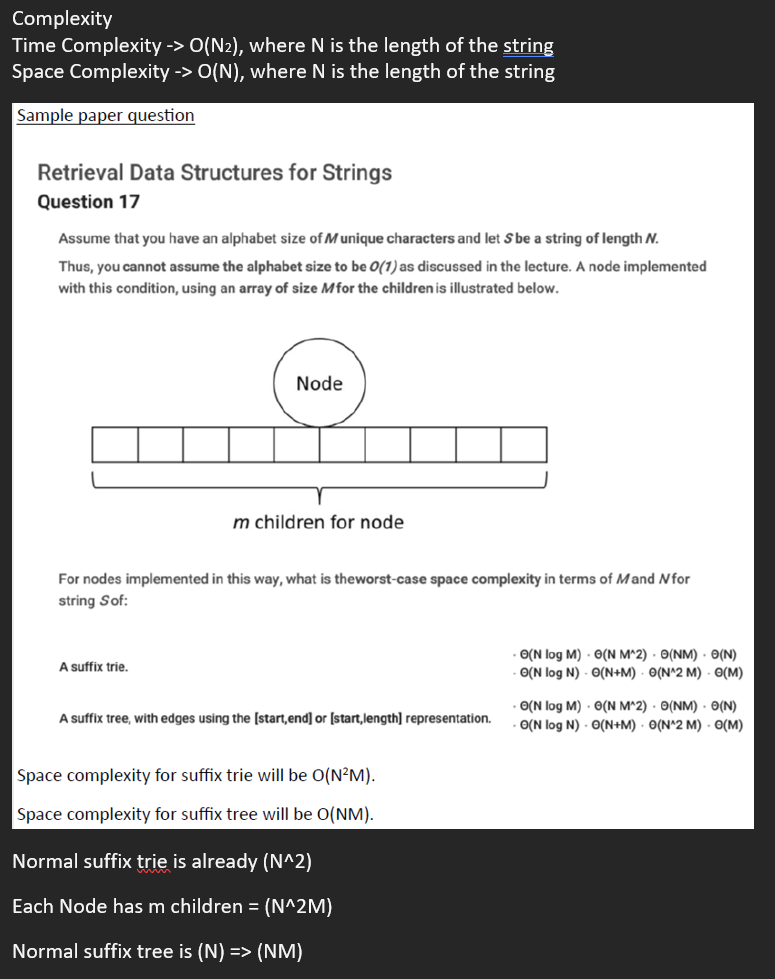 Complexity
Time Complexity -> O(N2), where N is the length of the string
Space Complexity -> O(N), where N is the length of the string
Sample paper question
Retrieval Data Structures for Strings
Question 17
Assume that you have an alphabet size of M unique characters and let S be a string of length N.
Thus, you cannot assume the alphabet size to be O(1) as discussed in the lecture. A node implemented
with this condition, using an array of size M for the children is illustrated below.
Node
m children for node
For nodes implemented in this way, what is theworst-case space complexity in terms of M and N for
string S of:
A suffix trie.
· Θ(N log M) · Θ(N M^2) · Θ(NM) · Θ(N)
· Θ(N log N) · Θ(N+M) · Θ(N^2 M) · Θ(M)
A suffix tree, with edges using the [start,end] or [start,length] representation.
· Θ(N log M) · Θ(N M^2) · Θ(NM) · Θ(N)
· Θ(N log N) · Θ(N+M) · Θ(N^2 M) · Θ(M)
Space complexity for suffix trie will be O(N²M).
Space complexity for suffix tree will be O(NM).
Normal suffix trie is already (N^2)
Each Node has m children = (N^2M)
Normal suffix tree is (N) => (NM)